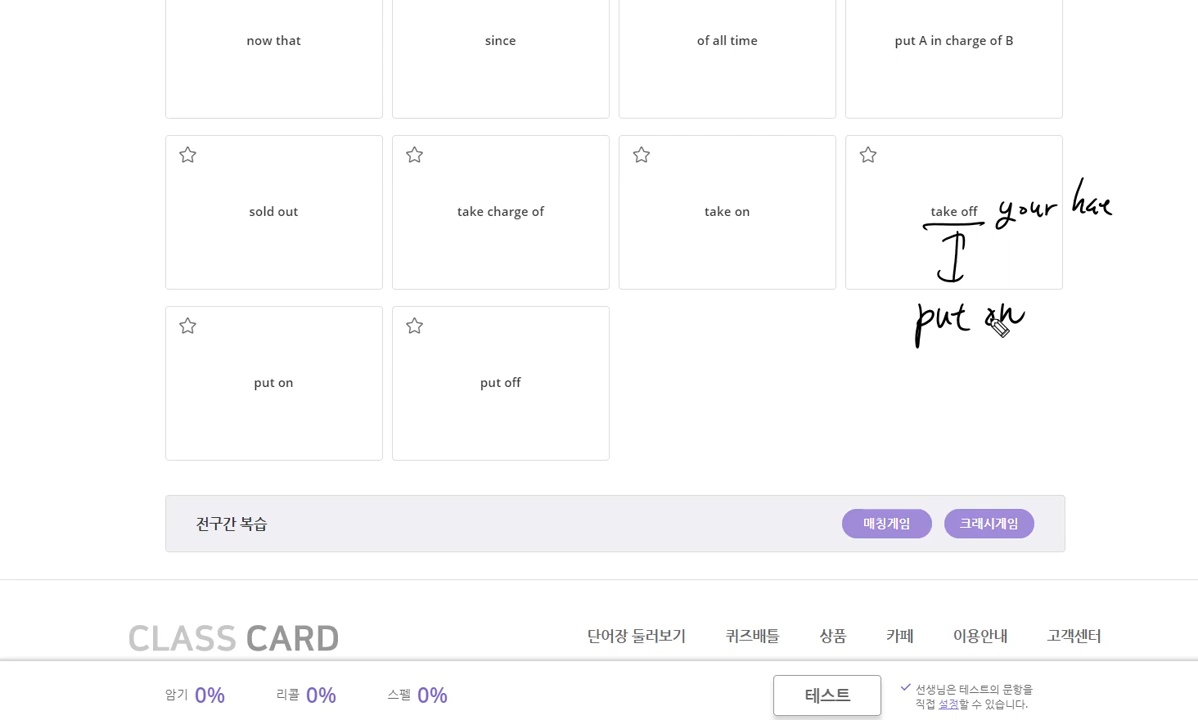 now that
since
of all time
put A in charge of B
sold out
take charge of
take on
take off your hat
put on
put on
put off
전구간 복습
매칭게임
크래시게임
CLASS CARD
단어장 둘러보기
퀴즈배틀
상품
카페
이용안내
고객센터
암기 0%
리콜 0%
스펠 0%
테스트
선생님은 테스트의 문항을
직접 설정할 수 있습니다.